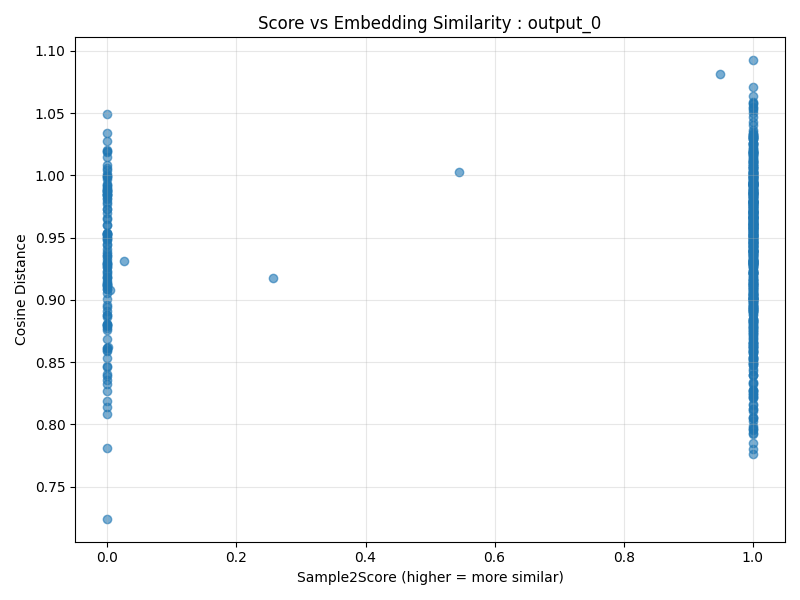 Score vs Embedding Similarity : output_0
Cosine Distance
1.10
1.05
1.00
0.95
0.90
0.85
0.80
0.75
0.0 0.2 0.4 0.6 0.8 1.0
Sample2Score (higher = more similar)